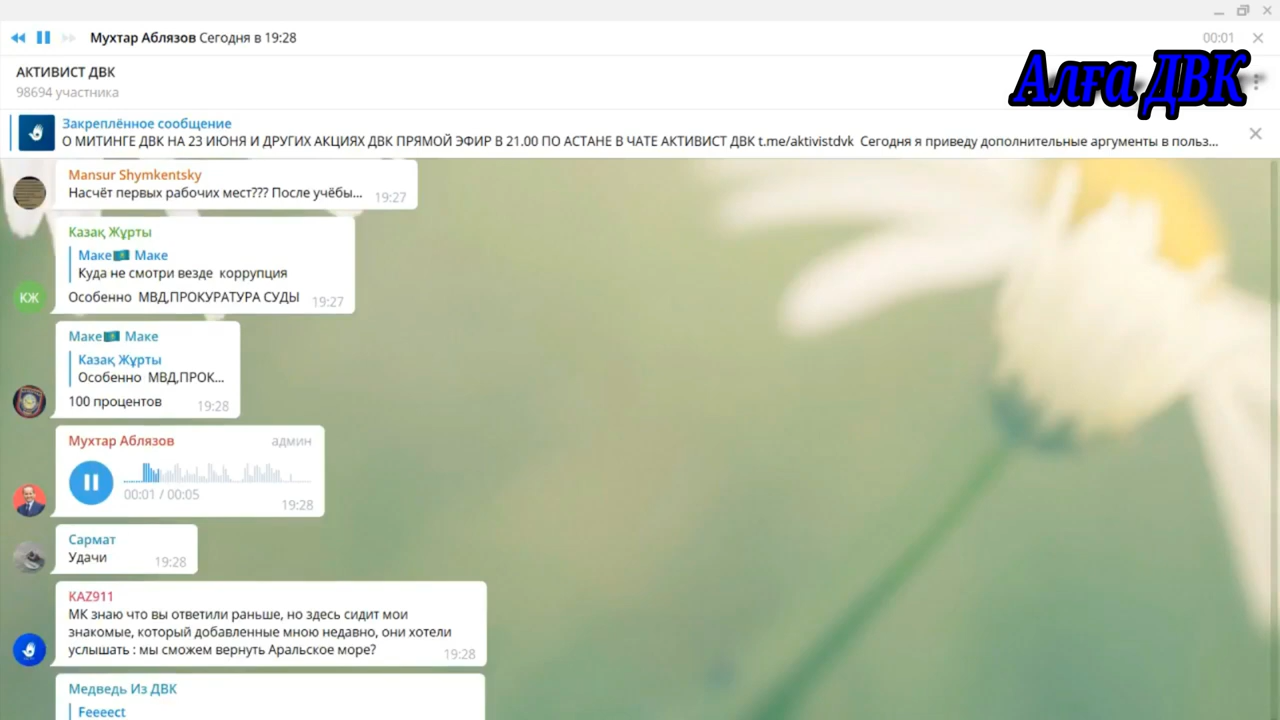 Мухтар Аблязов Сегодня в 19:28
00:01
АКТИВИСТ ДВК
98694 участника
Алға ДВК
Закреплённое сообщение
О МИТИНГЕ ДВК НА 23 ИЮНЯ И ДРУГИХ АКЦИЯХ ДВК ПРЯМОЙ ЭФИР В 21.00 ПО АСТАНЕ В ЧАТЕ АКТИВИСТ ДВК t.me/aktivistdvk Сегодня я приведу дополнительные аргументы в польз...
Mansur Shymkentsky
Насчёт первых рабочих мест??? После учёбы...
19:27
Казақ Жұрты
Маке Маке
Куда не смотри везде коррупция
Особенно МВД,ПРОКУРАТУРА СУДЫ
19:27
КЖ
Маке Маке
Казақ Жұрты
Особенно МВД,ПРОК...
100 процентов
19:28
Мухтар Аблязов админ
00:01 / 00:05
19:28
Сармат
Удачи
19:28
KAZ911
МК знаю что вы ответили раньше, но здесь сидит мои
знакомые, который добавленные мною недавно, они хотели
услышать : мы сможем вернуть Аральское море?
19:28
Медведь Из ДВК
Feeeect